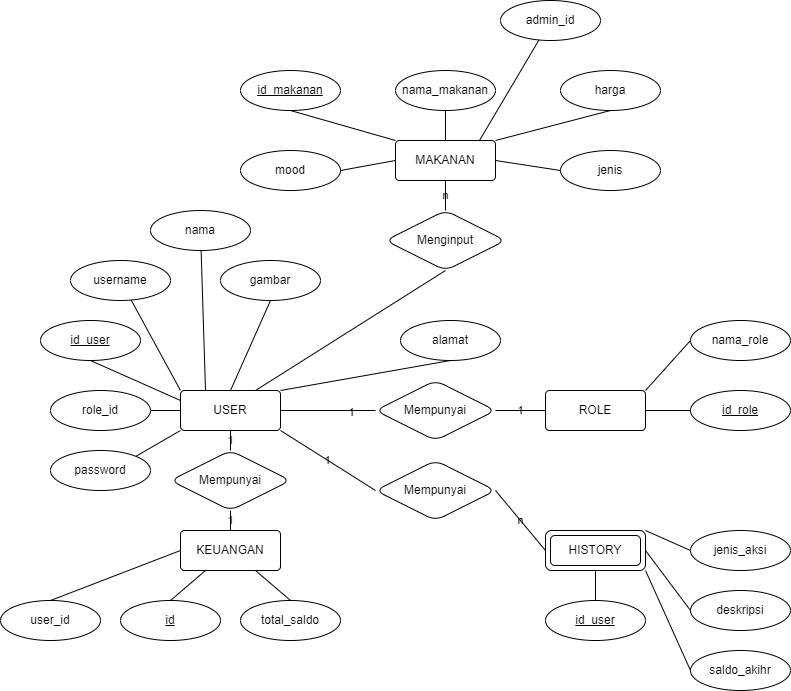 admin_id
id_makanan
nama_makanan
harga
MAKANAN
mood
jenis
n
nama
Menginput
username
gambar
id_user
alamat
nama_role
role_id
USER
1
Mempunyai
1
ROLE
id_role
1
password
Mempunyai
1
Mempunyai
1
n
KEUANGAN
HISTORY
jenis_aksi
user_id
id
total_saldo
id_user
deskripsi
saldo_akihr